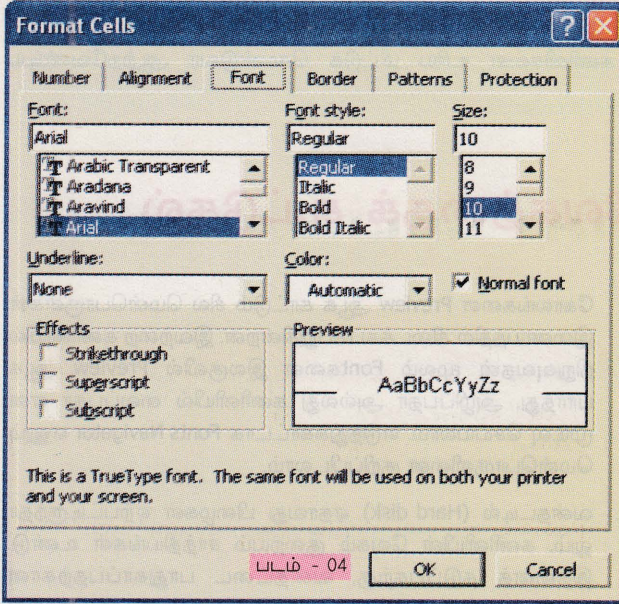 Format Cells
Number Alignment Font Border Patterns Protection
Font: Font style: Size:
Arial Regular 10
Arabic Transparent Regular 8
Aradana Italic 9
Aravind Bold 10
Arial Bold Italic 11
Underline: Color:
None Automatic Normal font
Effects Preview
Strikethrough
Superscript AaBbCcYyZz
Subscript
This is a TrueType font. The same font will be used on both your printer
and your screen.
படம் - 04 OK Cancel